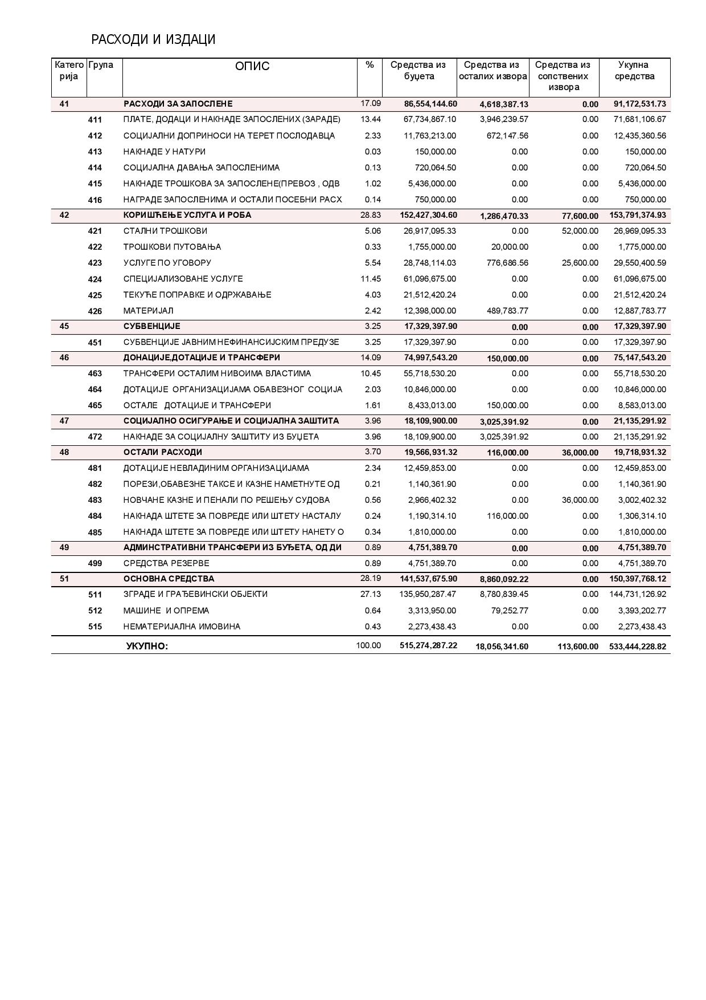 РАСХОДИ И ИЗДАЦИ
Катего Група ОПИС % Средства из Средства из Средства из Укупна
рија буџета осталих извора сопствених средства
извора
41 РАСХОДИ ЗА ЗАПОСЛЕНЕ 17.09 86,554,144.60 4,618,387.13 0.00 91,172,531.73
411 ПЛАТЕ, ДОДАЦИ И НАКНАДЕ ЗАПОСЛЕНИХ (ЗАРАДЕ) 13.44 67,734,867.10 3,946,239.57 0.00 71,681,106.67
412 СОЦИЈАЛНИ ДОПРИНОСИ НА ТЕРЕТ ПОСЛОДАВЦА 2.33 11,763,213.00 672,147.56 0.00 12,435,360.56
413 НАКНАДЕ У НАТУРИ 0.03 150,000.00 0.00 0.00 150,000.00
414 СОЦИЈАЛНА ДАВАЊА ЗАПОСЛЕНИМА 0.13 720,064.50 0.00 0.00 720,064.50
415 НАКНАДЕ ТРОШКОВА ЗА ЗАПОСЛЕНЕ(ПРЕВОЗ , ОДВ 1.02 5,436,000.00 0.00 0.00 5,436,000.00
416 НАГРАДЕ ЗАПОСЛЕНИМА И ОСТАЛИ ПОСЕБНИ РАСХ 0.14 750,000.00 0.00 0.00 750,000.00
42 КОРИШЋЕЊЕ УСЛУГА И РОБА 28.83 152,427,304.60 1,286,470.33 77,600.00 153,791,374.93
421 СТАЛНИ ТРОШКОВИ 5.06 26,917,095.33 0.00 52,000.00 26,969,095.33
422 ТРОШКОВИ ПУТОВАЊА 0.33 1,755,000.00 20,000.00 0.00 1,775,000.00
423 УСЛУГЕ ПО УГОВОРУ 5.54 28,748,114.03 776,686.56 25,600.00 29,550,400.59
424 СПЕЦИЈАЛИЗОВАНЕ УСЛУГЕ 11.45 61,096,675.00 0.00 0.00 61,096,675.00
425 ТЕКУЋЕ ПОПРАВКЕ И ОДРЖАВАЊЕ 4.03 21,512,420.24 0.00 0.00 21,512,420.24
426 МАТЕРИЈАЛ 2.42 12,398,000.00 489,783.77 0.00 12,887,783.77
45 СУБВЕНЦИЈЕ 3.25 17,329,397.90 0.00 0.00 17,329,397.90
451 СУБВЕНЦИЈЕ ЈАВНИМ НЕФИНАНСИЈСКИМ ПРЕДУЗЕ 3.25 17,329,397.90 0.00 0.00 17,329,397.90
46 ДОНАЦИЈЕ,ДОТАЦИЈЕ И ТРАНСФЕРИ 14.09 74,997,543.20 150,000.00 0.00 75,147,543.20
463 ТРАНСФЕРИ ОСТАЛИМ НИВОИМА ВЛАСТИМА 10.45 55,718,530.20 0.00 0.00 55,718,530.20
464 ДОТАЦИЈЕ ОРГАНИЗАЦИЈАМА ОБАВЕЗНОГ СОЦИЈА 2.03 10,846,000.00 0.00 0.00 10,846,000.00
465 ОСТАЛЕ ДОТАЦИЈЕ И ТРАНСФЕРИ 1.61 8,433,013.00 150,000.00 0.00 8,583,013.00
47 СОЦИЈАЛНО ОСИГУРАЊЕ И СОЦИЈАЛНА ЗАШТИТА 3.96 18,109,900.00 3,025,391.92 0.00 21,135,291.92
472 НАКНАДЕ ЗА СОЦИЈАЛНУ ЗАШТИТУ ИЗ БУЏЕТА 3.96 18,109,900.00 3,025,391.92 0.00 21,135,291.92
48 ОСТАЛИ РАСХОДИ 3.70 19,566,931.32 116,000.00 36,000.00 19,718,931.32
481 ДОТАЦИЈЕ НЕВЛАДИНИМ ОРГАНИЗАЦИЈАМА 2.34 12,459,853.00 0.00 0.00 12,459,853.00
482 ПОРЕЗИ,ОБАВЕЗНЕ ТАКСЕ И КАЗНЕ НАМЕТНУТЕ ОД 0.21 1,140,361.90 0.00 0.00 1,140,361.90
483 НОВЧАНЕ КАЗНЕ И ПЕНАЛИ ПО РЕШЕЊУ СУДОВА 0.56 2,966,402.32 0.00 36,000.00 3,002,402.32
484 НАКНАДА ШТЕТЕ ЗА ПОВРЕДЕ ИЛИ ШТЕТУ НАСТАЛУ 0.24 1,190,314.10 116,000.00 0.00 1,306,314.10
485 НАКНАДА ШТЕТЕ ЗА ПОВРЕДЕ ИЛИ ШТЕТУ НАНЕТУ О 0.34 1,810,000.00 0.00 0.00 1,810,000.00
49 АДМИНСТРАТИВНИ ТРАНСФЕРИ ИЗ БУЂЕТА, ОД ДИ 0.89 4,751,389.70 0.00 0.00 4,751,389.70
499 СРЕДСТВА РЕЗЕРВЕ 0.89 4,751,389.70 0.00 0.00 4,751,389.70
51 ОСНОВНА СРЕДСТВА 28.19 141,537,675.90 8,860,092.22 0.00 150,397,768.12
511 ЗГРАДЕ И ГРАЂЕВИНСКИ ОБЈЕКТИ 27.13 135,950,287.47 8,780,839.45 0.00 144,731,126.92
512 МАШИНЕ И ОПРЕМА 0.64 3,313,950.00 79,252.77 0.00 3,393,202.77
515 НЕМАТЕРИЈАЛНА ИМОВИНА 0.43 2,273,438.43 0.00 0.00 2,273,438.43
УКУПНО: 100.00 515,274,287.22 18,056,341.60 113,600.00 533,444,228.82